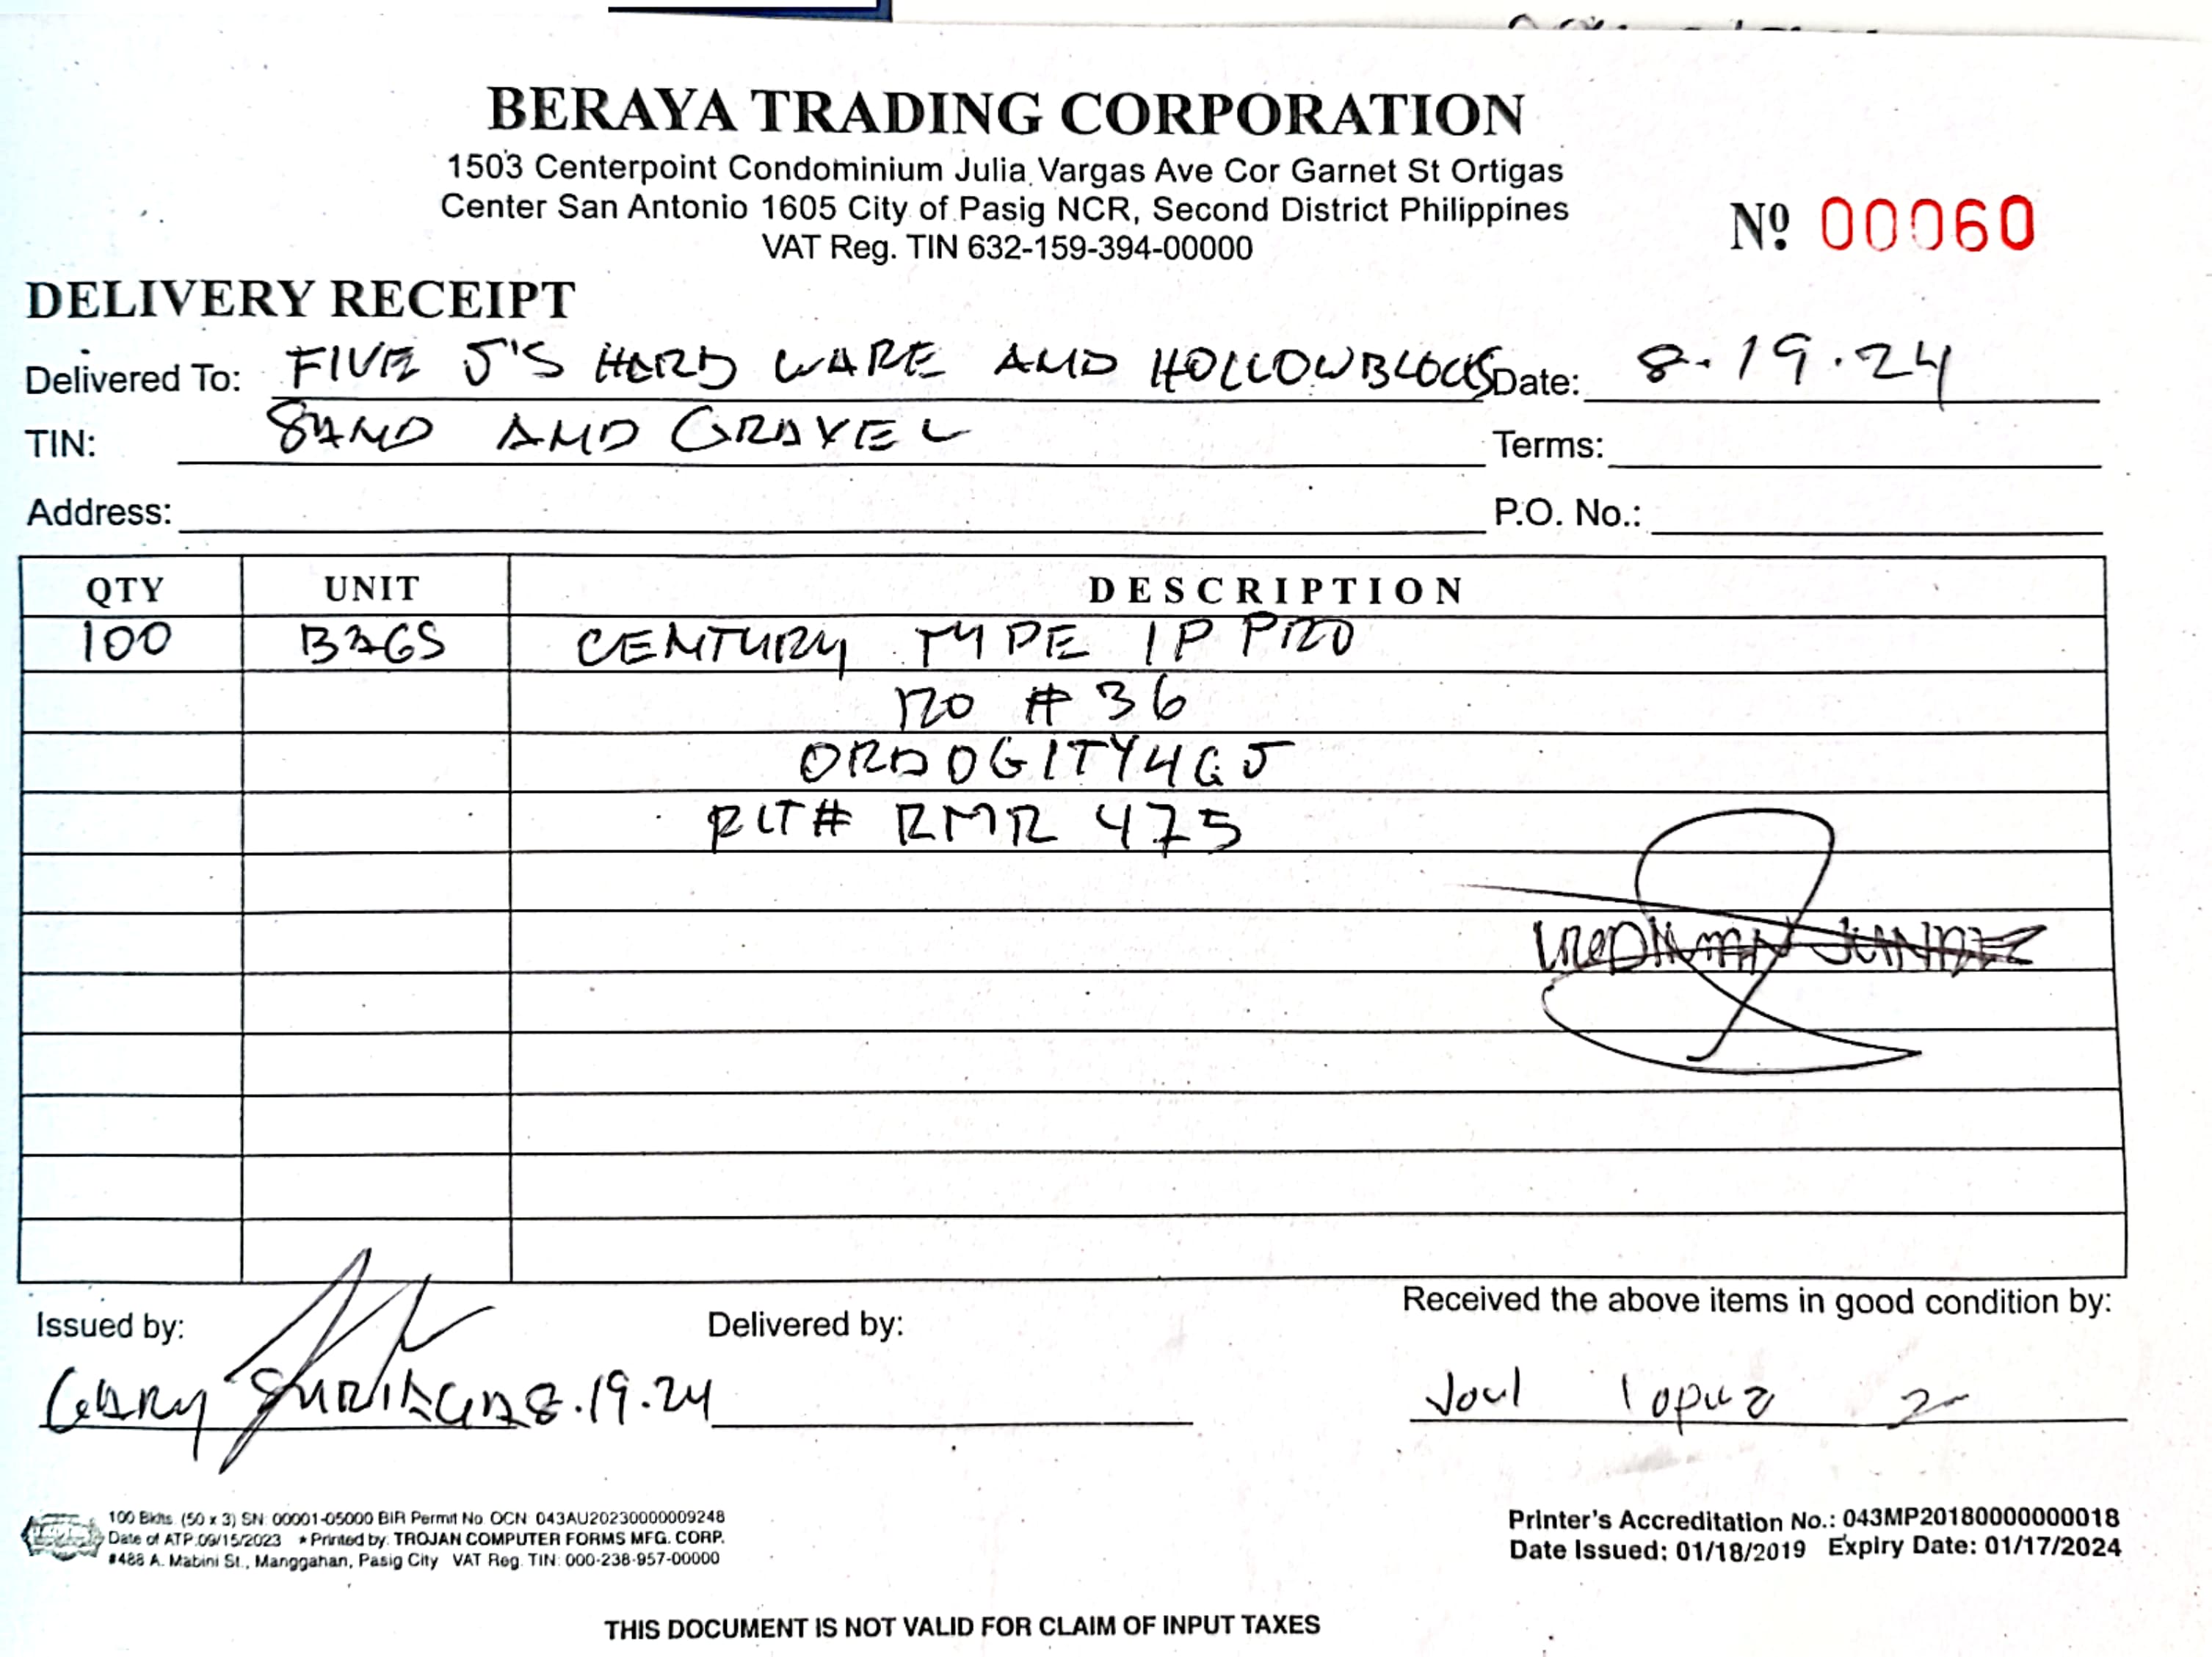 BERAYA TRADING CORPORATION
1503 Centerpoint Condominium Julia Vargas Ave Cor Garnet St Ortigas
Center San Antonio 1605 City of Pasig NCR, Second District Philippines
VAT Reg. TIN 632-159-394-00000
Nº 00060
DELIVERY RECEIPT
Delivered To: FIVE J'S HARD WARE AND HOLLOWBLOCKS Date: 8.19.24
TIN: SAND AND GRAVEL Terms:
Address: P.O. No.:
QTY UNIT DESCRIPTION
100 BAGS CENTURY TYPE 1P PRO
RO # 36
PLT# RMR 475
Issued by: Delivered by: Received the above items in good condition by:
GARY 8.19.24
100 Bklts. (50 x 3) SN: 00001-05000 BIR Permit No. OCN 043AU20230000009248
Date of ATP.09/15/2023 * Printed by: TROJAN COMPUTER FORMS MFG. CORP.
#488 A. Mabini St., Manggahan, Pasig City VAT Reg. TIN: 000-238-957-00000
Printer's Accreditation No.: 043MP20180000000018
Date Issued: 01/18/2019 Expiry Date: 01/17/2024
THIS DOCUMENT IS NOT VALID FOR CLAIM OF INPUT TAXES